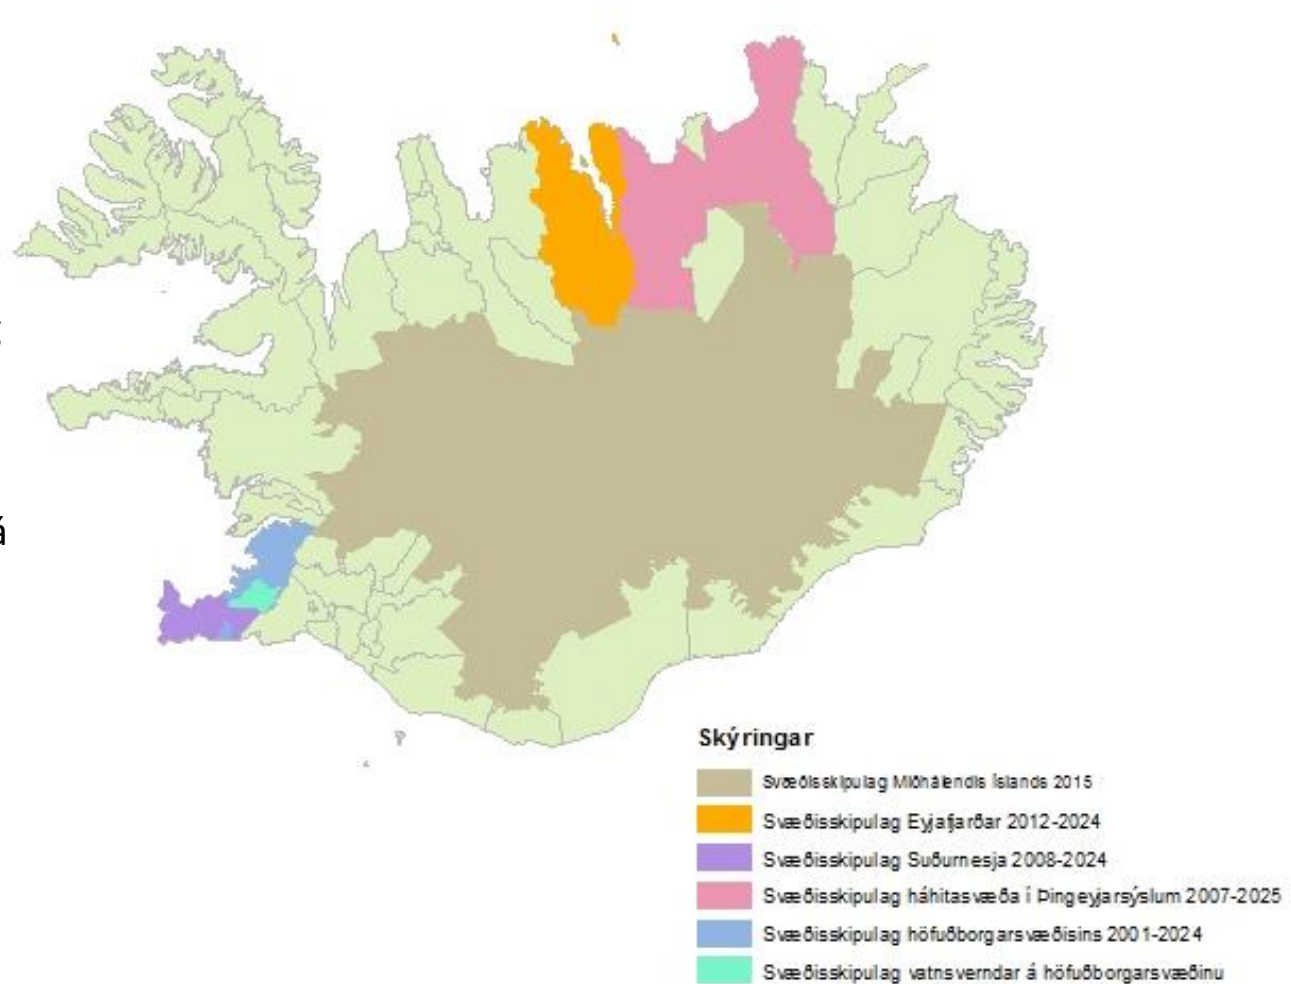 á
Skýringar
Svæðisskipulag Miðhálendis Íslands 2015
Svæðisskipulag Eyjafjarðar 2012-2024
Svæðisskipulag Suðurnesja 2008-2024
Svæðisskipulag háhitasvæða í Þingeyjarsýslum 2007-2025
Svæðisskipulag höfuðborgarsvæðisins 2001-2024
Svæðisskipulag vatnsverndar á höfuðborgarsvæðinu